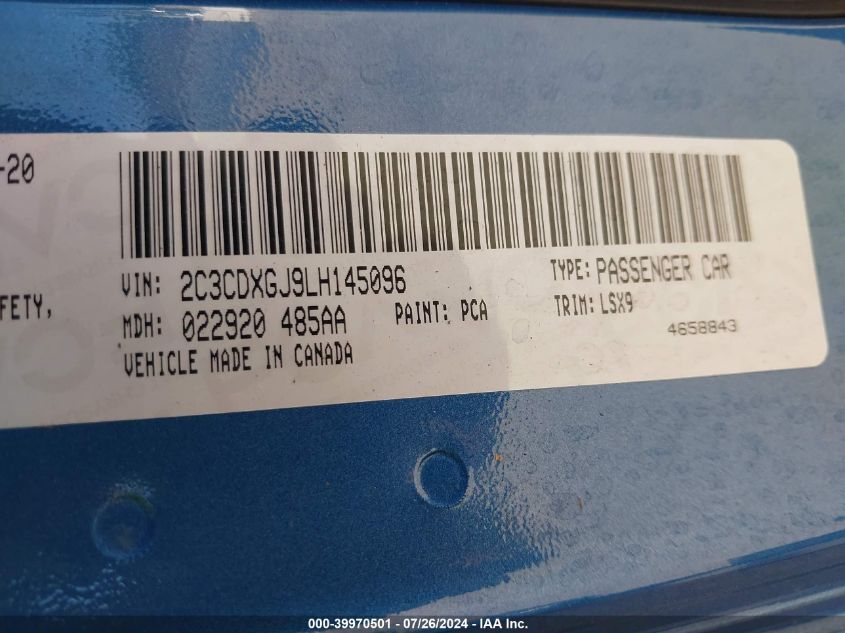 -20
VIN: 2C3CDXGJ9LH145096
TYPE: PASSENGER CAR
FETY,
MDH: 022920 485AA
PAINT: PCA
TRIM: LSX9
4658843
VEHICLE MADE IN CANADA
000-39970501 - 07/26/2024 - IAA Inc.